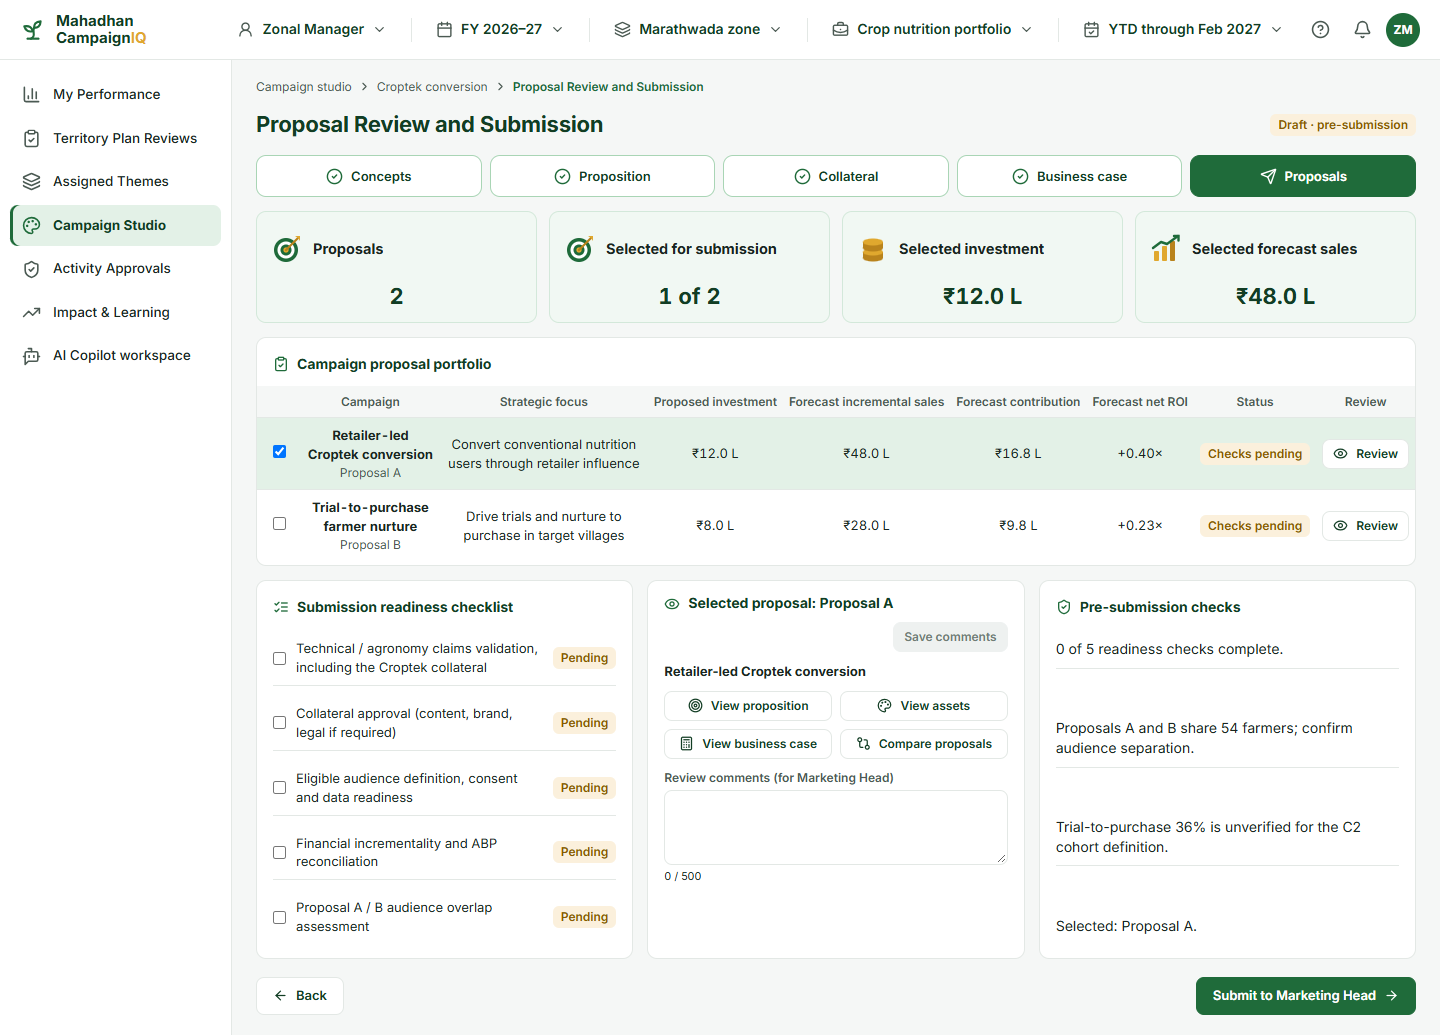 Mahadhan
CampaignIQ
Zonal Manager
FY 2026–27
Marathwada zone
Crop nutrition portfolio
YTD through Feb 2027
ZM
My Performance
Territory Plan Reviews
Assigned Themes
Campaign Studio
Activity Approvals
Impact & Learning
AI Copilot workspace
Campaign studio > Croptek conversion > Proposal Review and Submission
Proposal Review and Submission
Draft · pre-submission
Concepts
Proposition
Collateral
Business case
Proposals
Proposals
2
Selected for submission
1 of 2
Selected investment
₹12.0 L
Selected forecast sales
₹48.0 L
Campaign proposal portfolio
Campaign Strategic focus Proposed investment Forecast incremental sales Forecast contribution Forecast net ROI Status Review
Retailer-led
Croptek conversion
Proposal A
Convert conventional nutrition
users through retailer influence
₹12.0 L ₹48.0 L ₹16.8 L +0.40× Checks pending Review
Trial-to-purchase
farmer nurture
Proposal B
Drive trials and nurture to
purchase in target villages
₹8.0 L ₹28.0 L ₹9.8 L +0.23× Checks pending Review
Submission readiness checklist
Technical / agronomy claims validation,
including the Croptek collateral
Pending
Collateral approval (content, brand,
legal if required)
Pending
Eligible audience definition, consent
and data readiness
Pending
Financial incrementality and ABP
reconciliation
Pending
Proposal A / B audience overlap
assessment
Pending
Selected proposal: Proposal A
Save comments
Retailer-led Croptek conversion
View proposition
View assets
View business case
Compare proposals
Review comments (for Marketing Head)
0 / 500
Pre-submission checks
0 of 5 readiness checks complete.
Proposals A and B share 54 farmers; confirm
audience separation.
Trial-to-purchase 36% is unverified for the C2
cohort definition.
Selected: Proposal A.
Back
Submit to Marketing Head